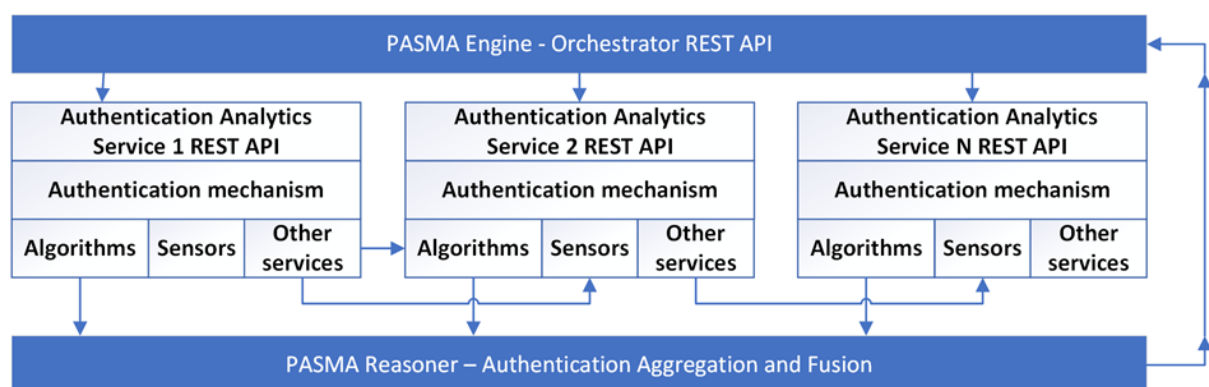 PASMA Engine - Orchestrator REST API
Authentication Analytics
Service 1 REST API
Authentication mechanism
Algorithms
Sensors
Other
services
Authentication Analytics
Service 2 REST API
Authentication mechanism
Algorithms
Sensors
Other
services
Authentication Analytics
Service N REST API
Authentication mechanism
Algorithms
Sensors
Other
services
PASMA Reasoner – Authentication Aggregation and Fusion